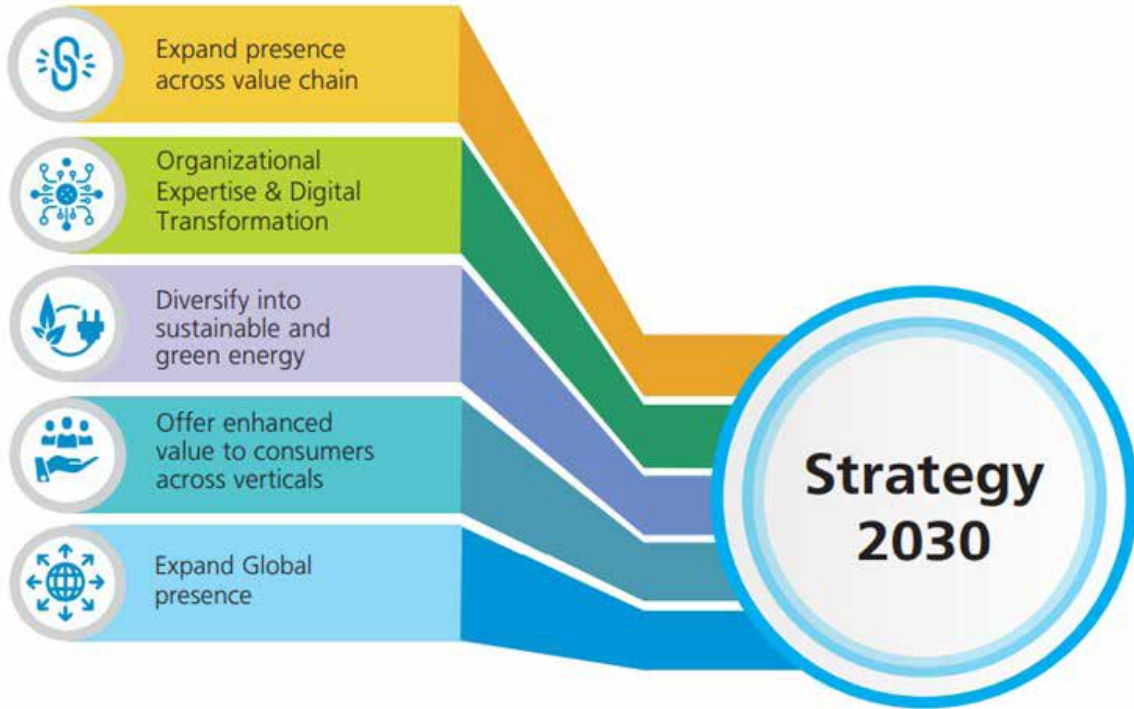 Expand presence
across value chain
Organizational
Expertise & Digital
Transformation
Diversify into
sustainable and
green energy
Offer enhanced
value to consumers
across verticals
Expand Global
presence
Strategy
2030